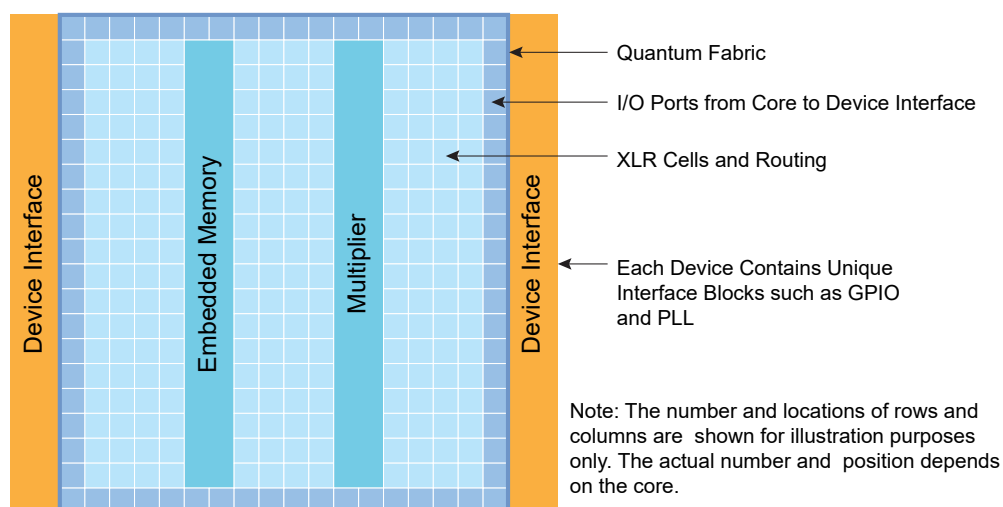 Device Interface
Embedded Memory
Multiplier
Device Interface
Quantum Fabric
I/O Ports from Core to Device Interface
XLR Cells and Routing
Each Device Contains Unique
Interface Blocks such as GPIO
and PLL
Note: The number and locations of rows and
columns are shown for illustration purposes
only. The actual number and position depends
on the core.